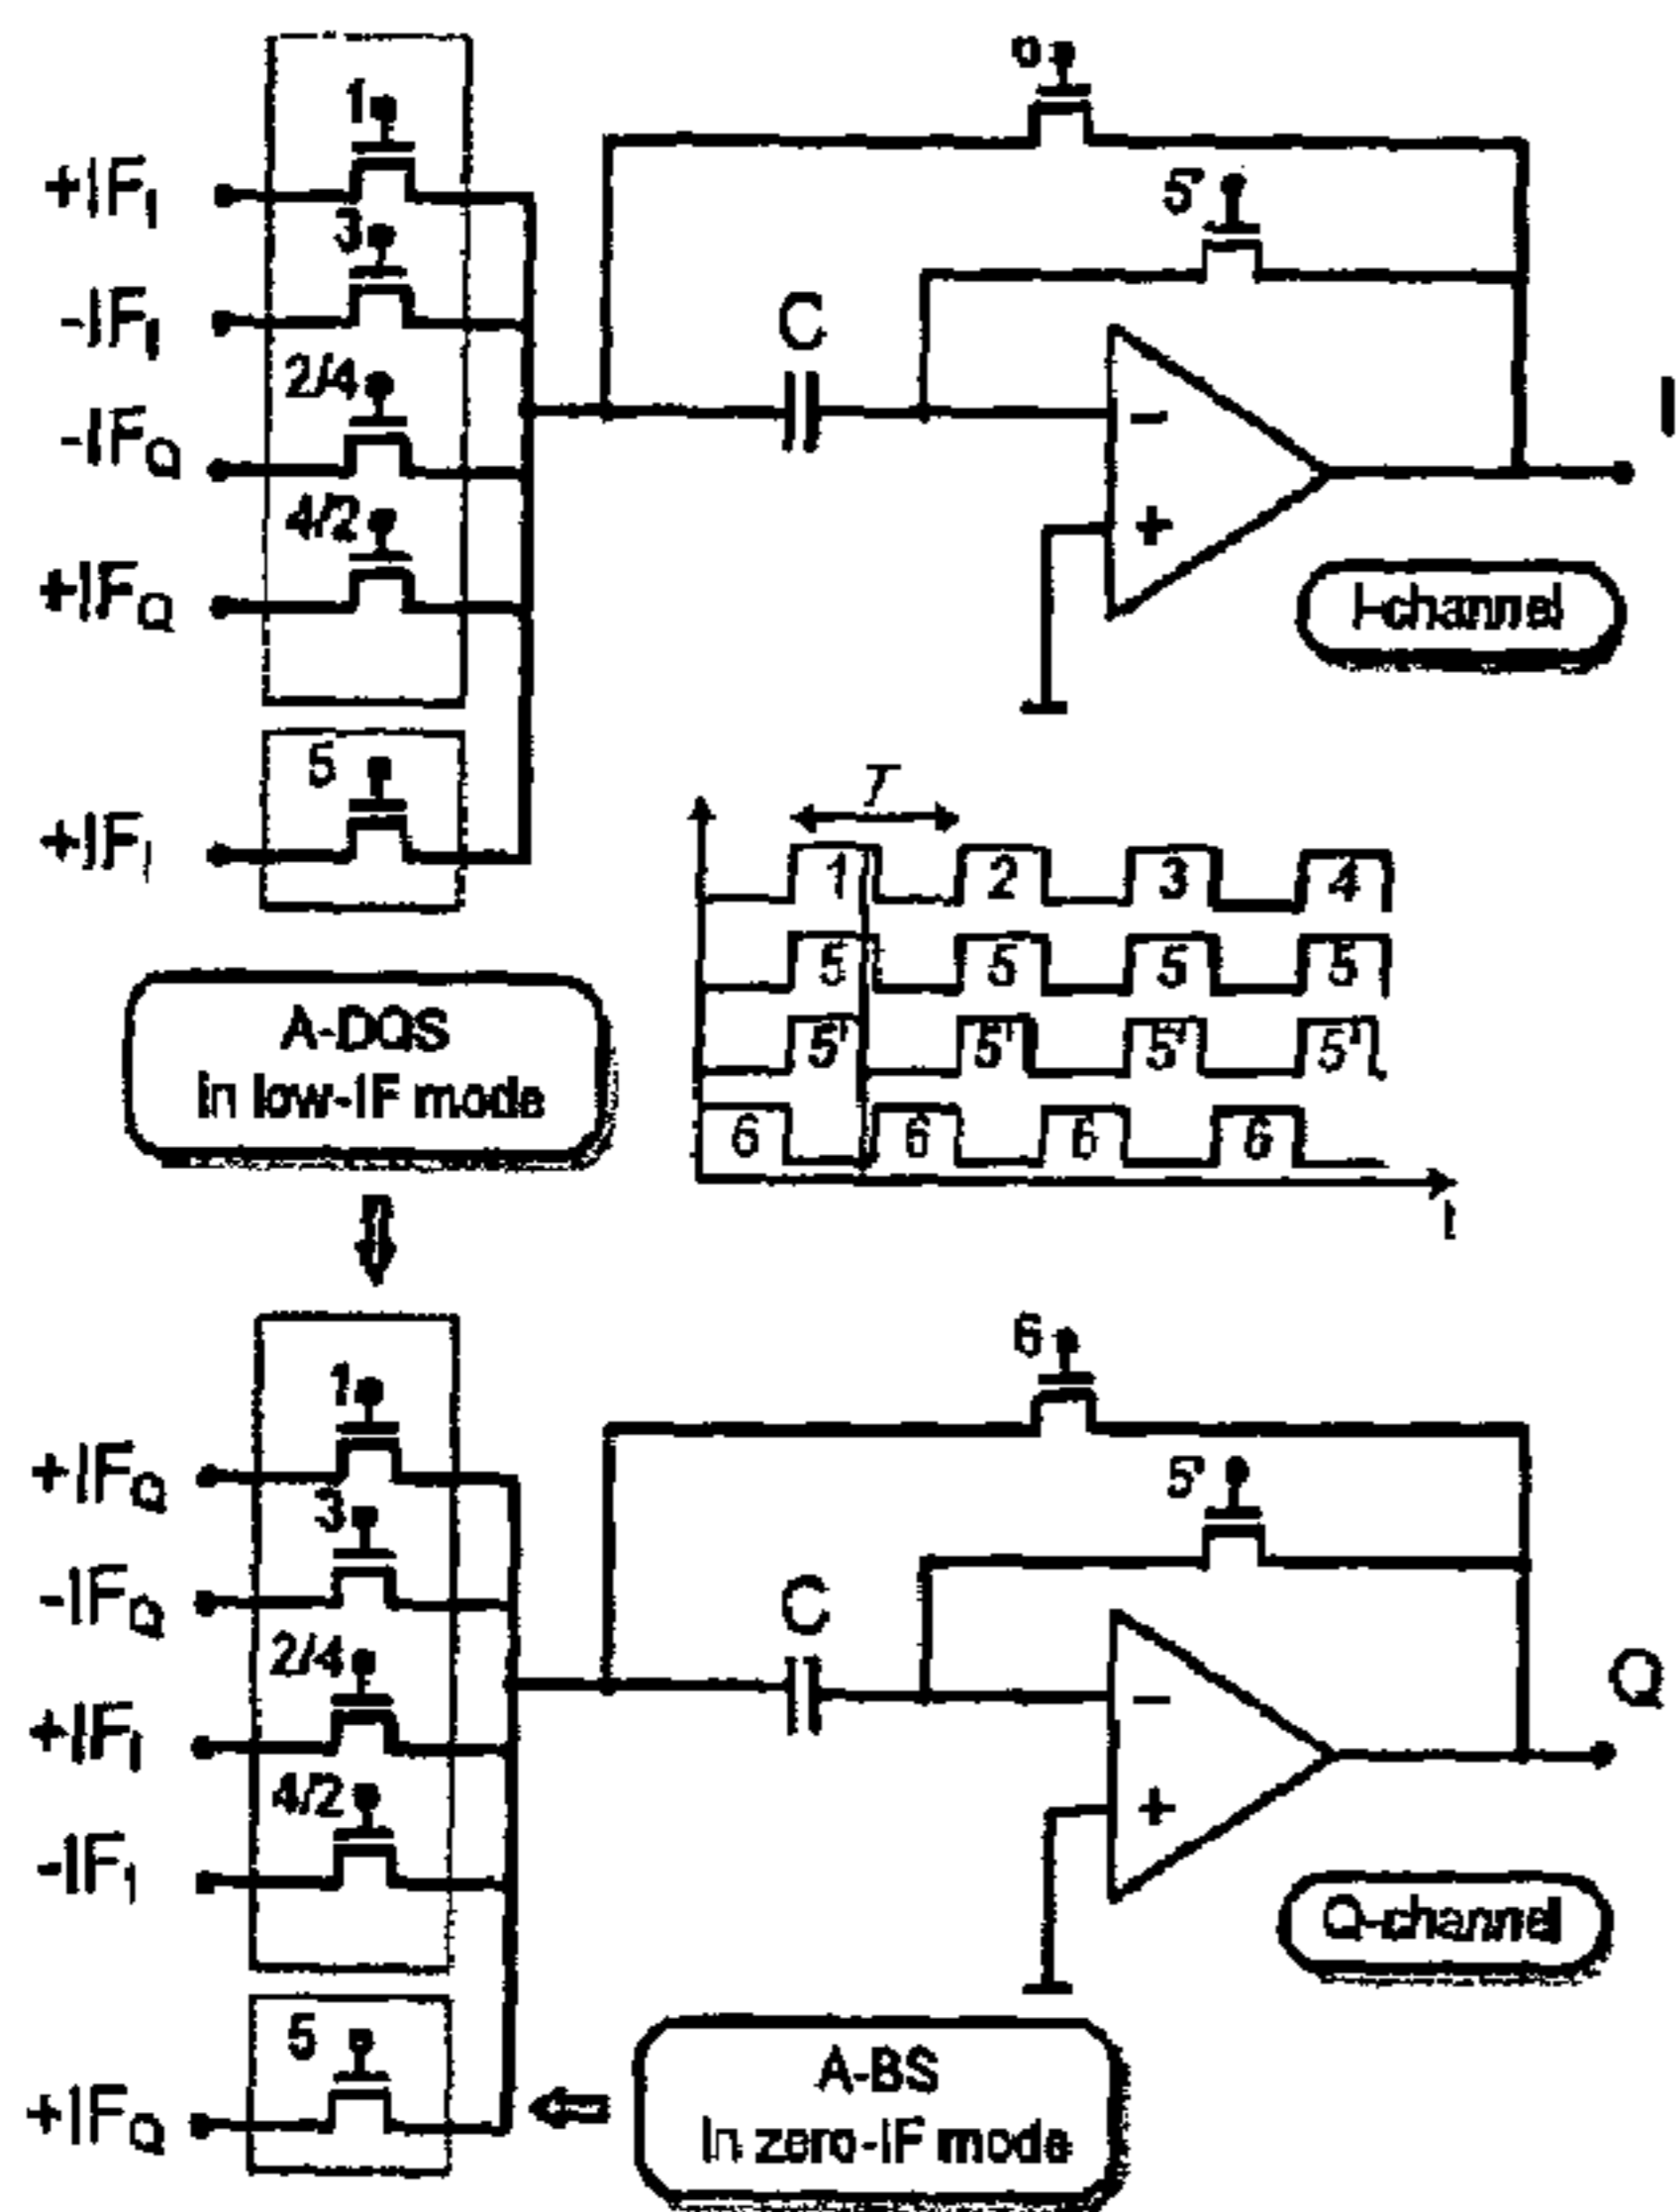 1
+IF_I
3
-IF_I
2/4
-IF_Q
4/2
+IF_Q
5
+IF_I
5'
C
-
+
I
I-channel
T
1 2 3 4
5 5 5 5
5' 5' 5' 5'
6 6 6 6
t
A-DQS
In low-IF mode
1
+IF_Q
3
-IF_Q
2/4
+IF_I
4/2
-IF_I
5
+IF_Q
6
5'
C
-
+
Q
Q-channel
A-BS
In zero-IF mode